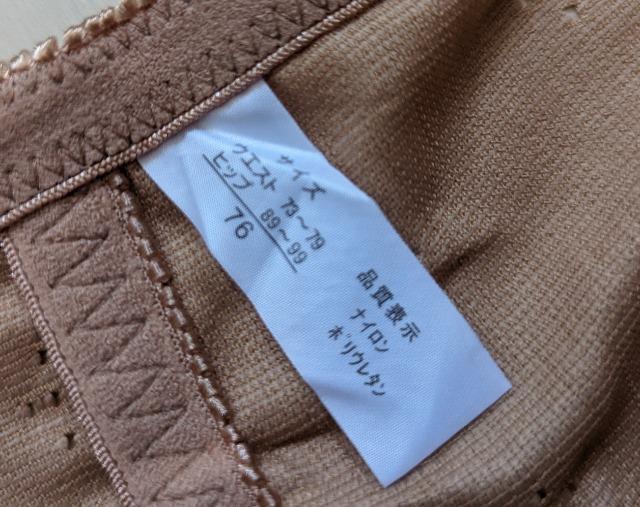 サイズ
ウエスト 73~79
ヒップ 89~99
76
品質表示
ナイロン
ポリウレタン